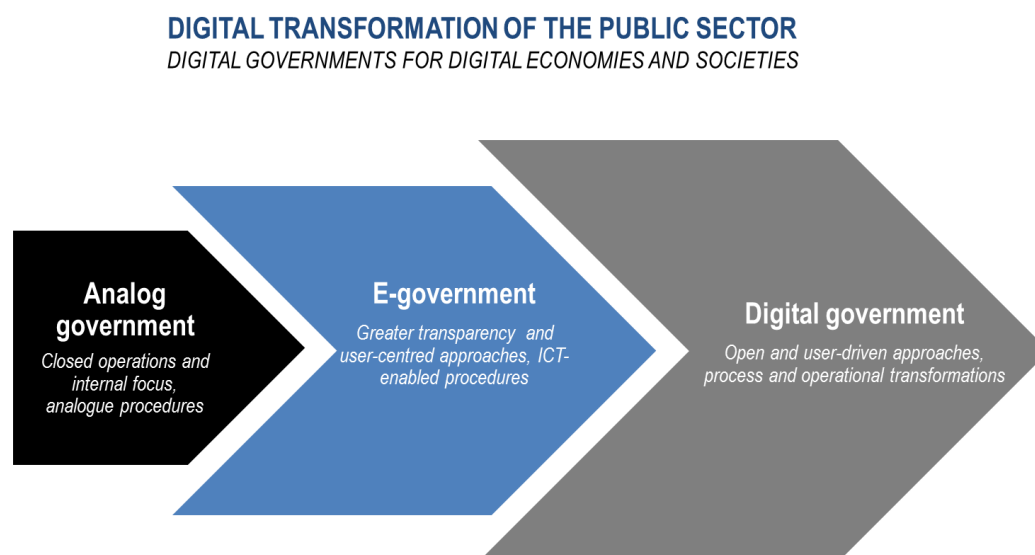 DIGITAL TRANSFORMATION OF THE PUBLIC SECTOR
DIGITAL GOVERNMENTS FOR DIGITAL ECONOMIES AND SOCIETIES
Analog
government
Closed operations and
internal focus,
analogue procedures
E-government
Greater transparency and
user-centred approaches, ICT-
enabled procedures
Digital government
Open and user-driven approaches,
process and operational transformations